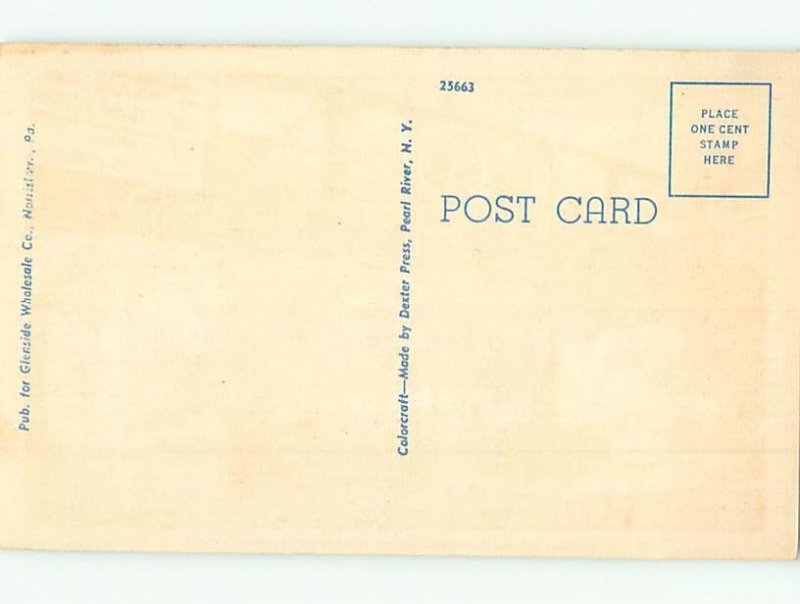 Pub. for Glenside Wholesale Co., Norristown, Pa.
Colorcraft—Made by Dexter Press, Pearl River, N. Y.
25663
POST CARD
PLACE
ONE CENT
STAMP
HERE